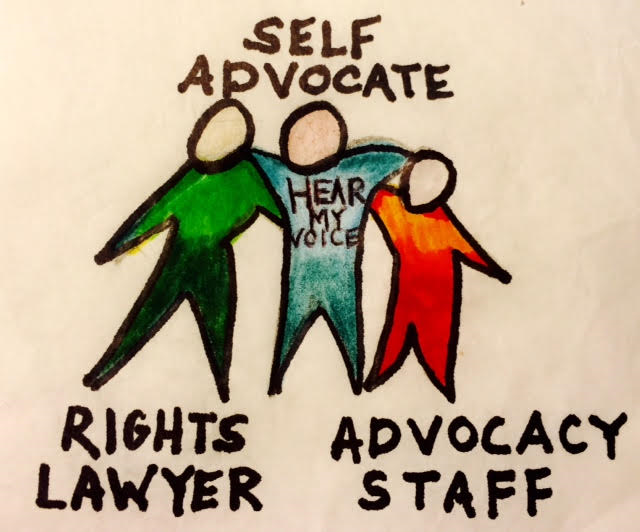 SELF
ADVOCATE
HEAR
MY
VOICE
RIGHTS
LAWYER
ADVOCACY
STAFF